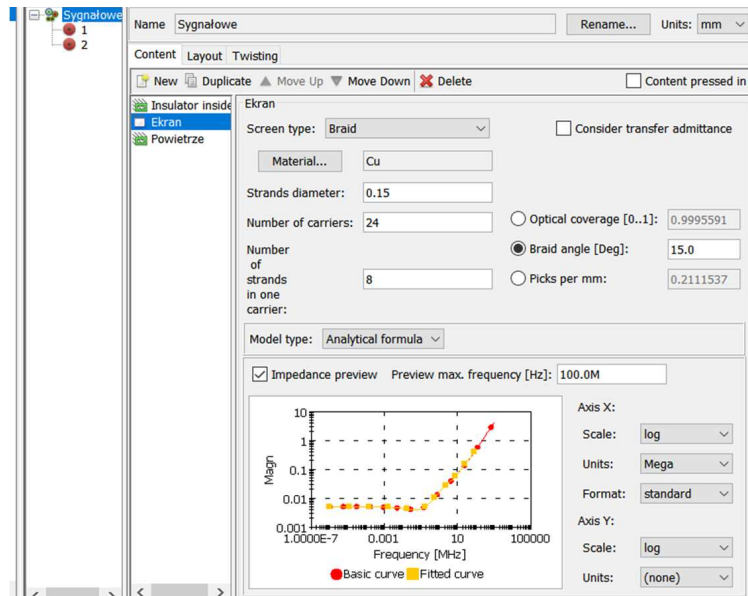 Sygnałowe
1
2
Name Sygnałowe Rename... Units: mm
Content Layout Twisting
New Duplicate Move Up Move Down Delete Content pressed in
Insulator inside
Ekran
Powietrze
Ekran
Screen type: Braid Consider transfer admittance
Material... Cu
Strands diameter: 0.15
Number of carriers: 24 Optical coverage [0..1]: 0.9995591
Number
of
strands
in one
carrier:
8
Braid angle [Deg]: 15.0
Picks per mm: 0.2111537
Model type: Analytical formula
Impedance preview Preview max. frequency [Hz]: 100.0M
Magn
10
1
0.1
0.01
0.001
1.0000E-7 0.001 10 100000
Frequency [MHz]
Basic curve Fitted curve
Axis X:
Scale: log
Units: Mega
Format: standard
Axis Y:
Scale: log
Units: (none)